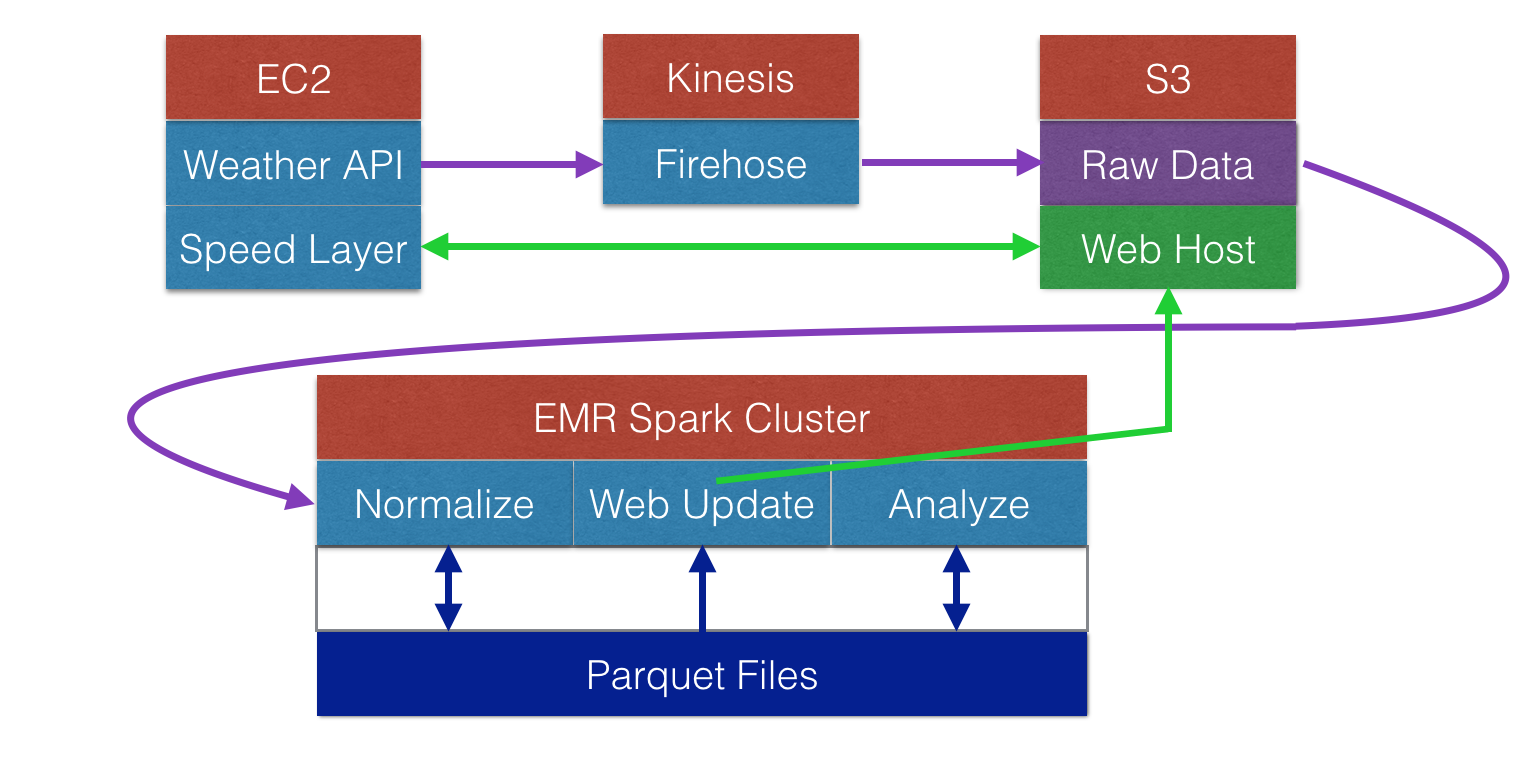 EC2
Kinesis
S3
Weather API
Firehose
Raw Data
Speed Layer
Web Host
EMR Spark Cluster
Normalize
Web Update
Analyze
Parquet Files